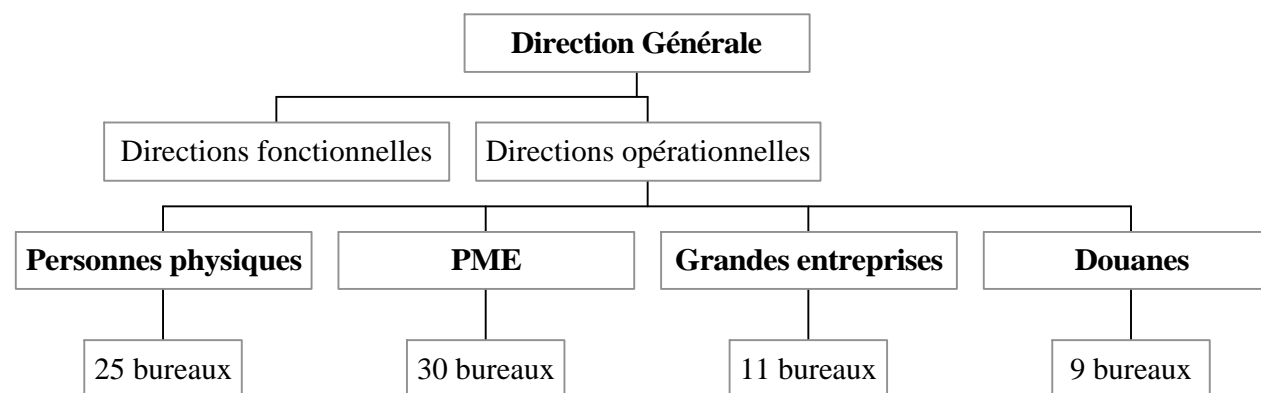 Direction Générale
Directions fonctionnelles
Directions opérationnelles
Personnes physiques
PME
Grandes entreprises
Douanes
25 bureaux
30 bureaux
11 bureaux
9 bureaux